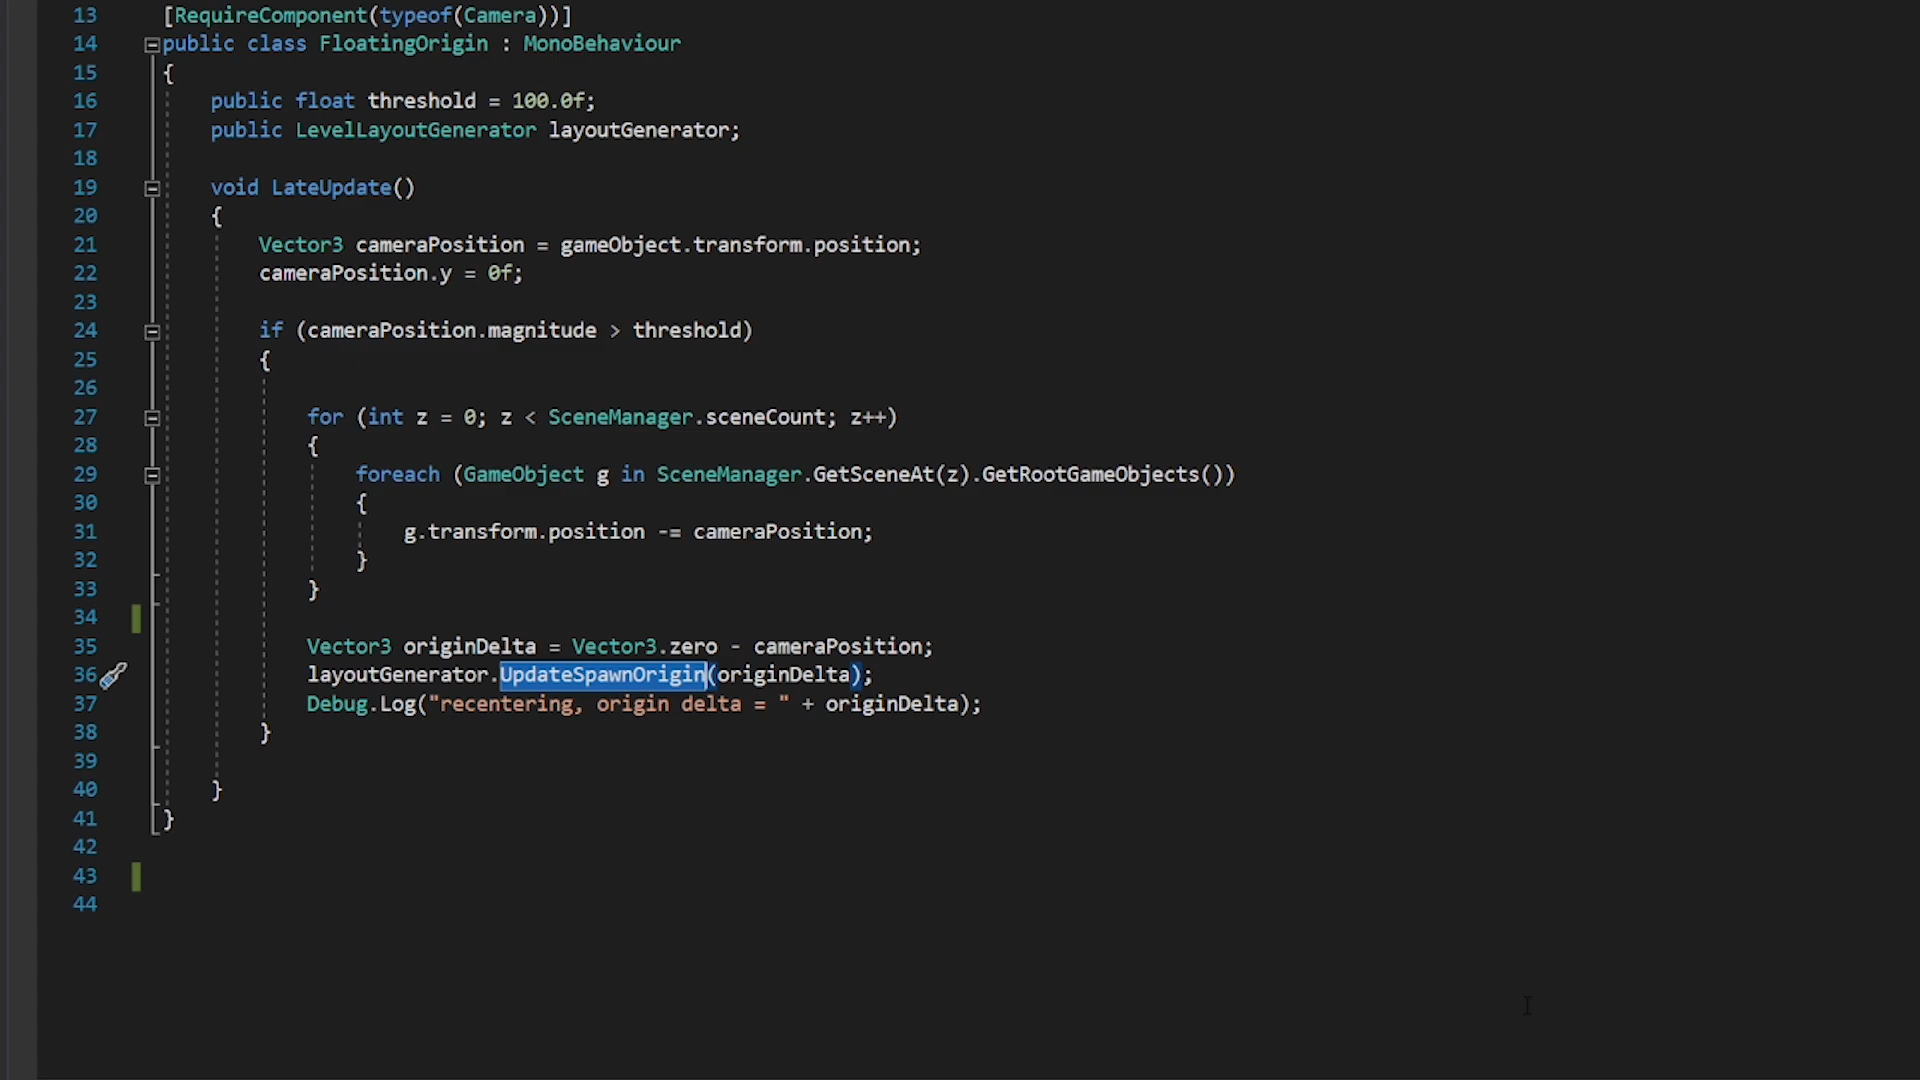 13 [RequireComponent(typeof(Camera))]
14 public class FloatingOrigin : MonoBehaviour
15 {
16 public float threshold = 100.0f;
17 public LevelLayoutGenerator layoutGenerator;
18
19 void LateUpdate()
20 {
21 Vector3 cameraPosition = gameObject.transform.position;
22 cameraPosition.y = 0f;
23
24 if (cameraPosition.magnitude > threshold)
25 {
26
27 for (int z = 0; z < SceneManager.sceneCount; z++)
28 {
29 foreach (GameObject g in SceneManager.GetSceneAt(z).GetRootGameObjects())
30 {
31 g.transform.position -= cameraPosition;
32 }
33 }
34
35 Vector3 originDelta = Vector3.zero - cameraPosition;
36 layoutGenerator.UpdateSpawnOrigin(originDelta);
37 Debug.Log("recentering, origin delta = " + originDelta);
38 }
39
40 }
41 }
42
43
44